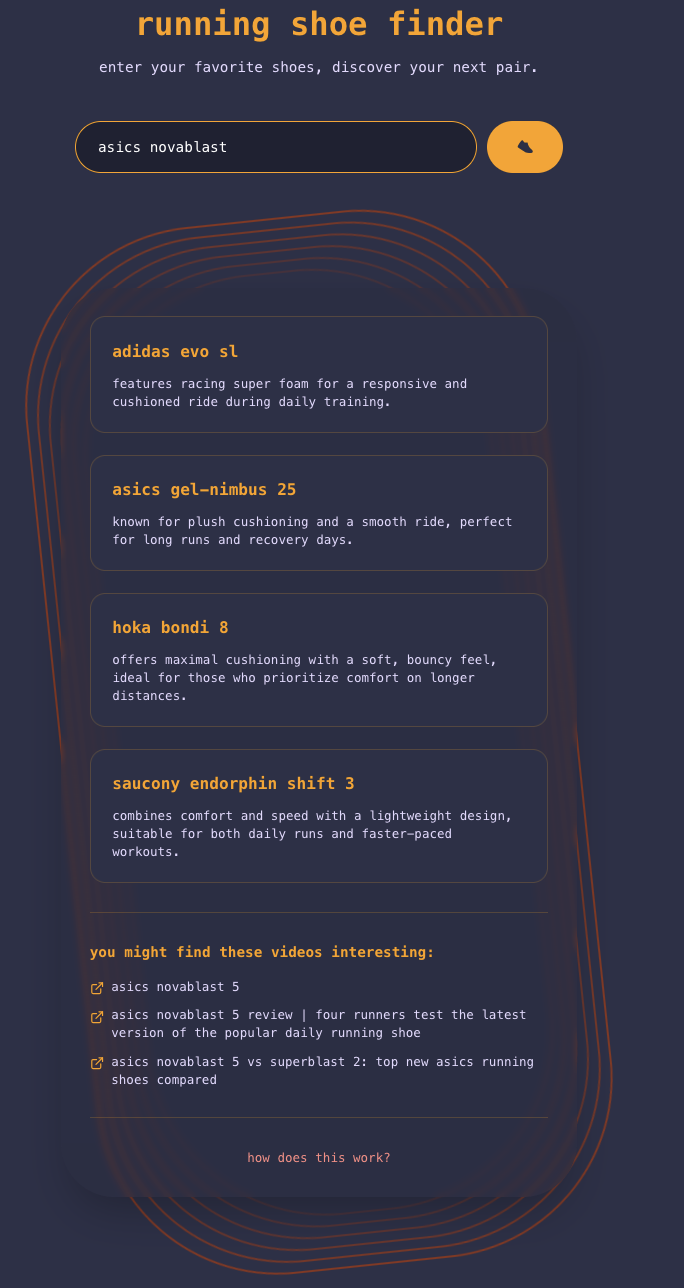 running shoe finder
enter your favorite shoes, discover your next pair.
asics novablast
adidas evo sl
features racing super foam for a responsive and
cushioned ride during daily training.
asics gel-nimbus 25
known for plush cushioning and a smooth ride, perfect
for long runs and recovery days.
hoka bondi 8
offers maximal cushioning with a soft, bouncy feel,
ideal for those who prioritize comfort on longer
distances.
saucony endorphin shift 3
combines comfort and speed with a lightweight design,
suitable for both daily runs and faster-paced
workouts.
you might find these videos interesting:
asics novablast 5
asics novablast 5 review | four runners test the latest
version of the popular daily running shoe
asics novablast 5 vs superblast 2: top new asics running
shoes compared
how does this work?